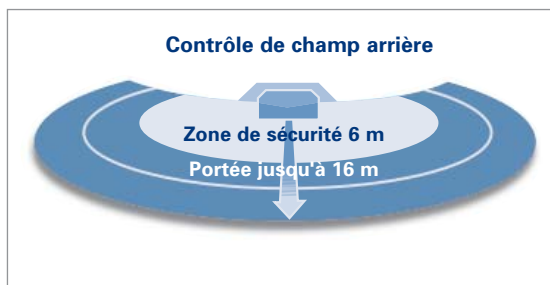 Contrôle de champ arrière
Zone de sécurité 6 m
Portée jusqu'à 16 m